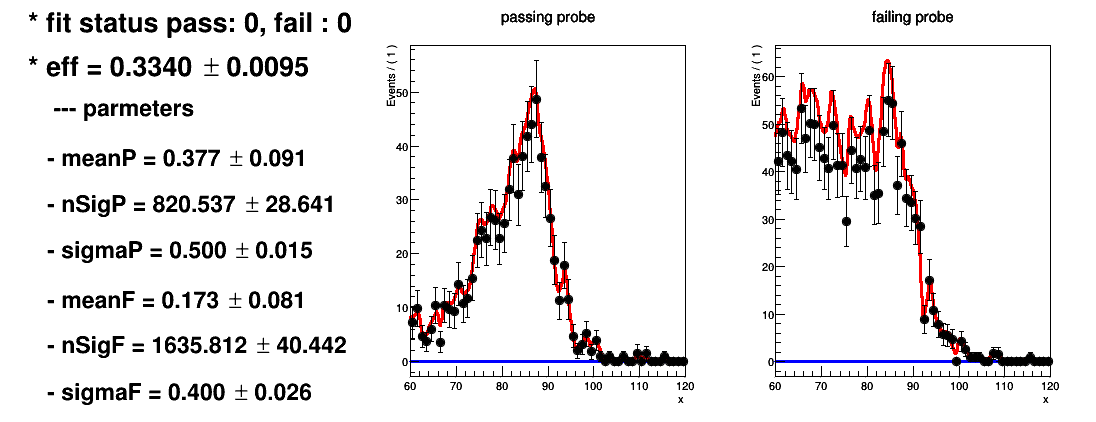 * fit status pass: 0, fail : 0
* eff = 0.3340 ± 0.0095
--- parmeters
- meanP = 0.377 ± 0.091
- nSigP = 820.537 ± 28.641
- sigmaP = 0.500 ± 0.015
- meanF = 0.173 ± 0.081
- nSigF = 1635.812 ± 40.442
- sigmaF = 0.400 ± 0.026
passing probe
Events / ( 1 )
50
40
30
20
10
0
60 70 80 90 100 110 120
x
failing probe
Events / ( 1 )
60
50
40
30
20
10
0
60 70 80 90 100 110 120
x